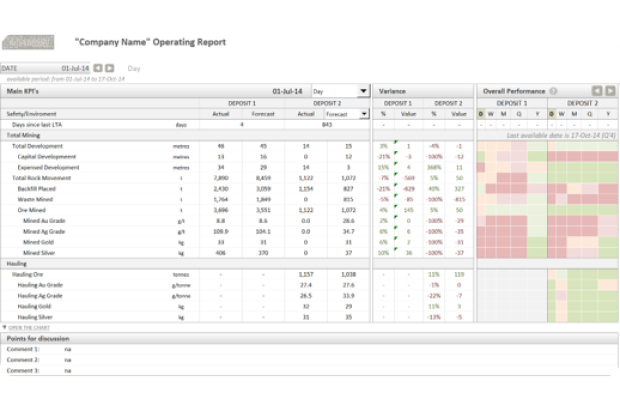 "Company Name" Operating Report
DATE 01-Jul-14 Day
available period: from 01-Jul-14 to 17-Oct-14
Main KPI's 01-Jul-14 Day Variance Overall Performance
DEPOSIT 1 DEPOSIT 2 DEPOSIT 1 DEPOSIT 2 DEPOSIT 1 DEPOSIT 2
Safety/Enviroment Actual Forecast Actual Forecast % Value % Value D W M Q Y D W M Q Y
Days since last LTA days 4 843 - - - - - - - - - - - - - -
Total Mining Last available date is 17-Oct-14 (Q'4)
Total Development metres 46 45 14 15 3% 1 -4% -1
Capital Development metres 13 16 0 12 -21% -3 -100% -12
Expensed Development metres 34 29 14 3 15% 4 368% 11
Total Rock Movement t 7,890 8,459 1,122 1,072 -7% -569 5% 50
Backfill Placed t 2,430 3,059 1,154 827 -21% -629 40% 327
Waste Mined t 1,764 1,849 0 815 -5% -85 -100% -815
Ore Mined t 3,696 3,551 1,122 1,072 4% 145 5% 50
Mined Au Grade g/t 8.8 8.6 0.0 28.6 3% 0 -100% -29
Mined Ag Grade g/t 109.9 104.1 0.0 34.7 6% 6 -100% -35
Mined Gold kg 33 31 0 31 6% 2 -100% -31
Mined Silver kg 406 370 0 37 10% 36 -100% -37
Hauling
Hauling Ore tonnes - - 1,157 1,038 - - 11% 119
Hauling Au Grade g/tonne - - 27.4 27.6 - - -1% 0
Hauling Ag Grade g/tonne - - 26.5 33.9 - - -22% -7
Hauling Gold kg - - 32 29 - - 11% 3
Hauling Silver kg - - 31 35 - - -13% -5
OPEN THE CHART
Points for discussion
Comment 1: na
Comment 2: na
Comment 3: na